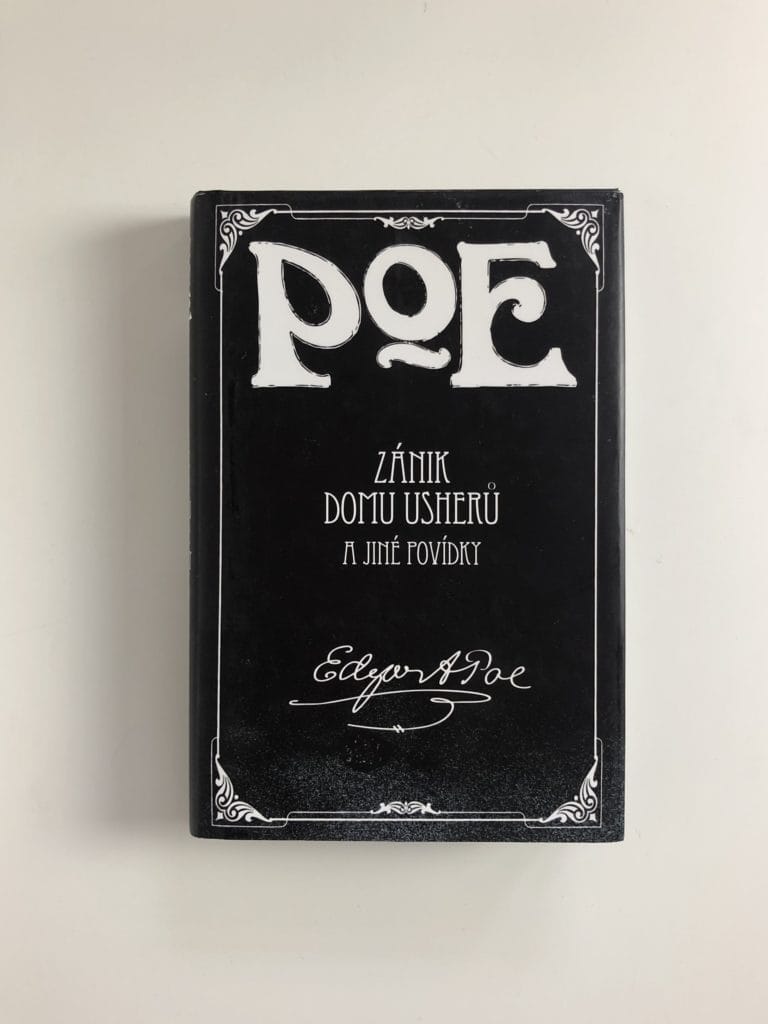 POE
ZÁNIK
DOMU USHERŮ
A JINÉ POVÍDKY
Edgar A Poe